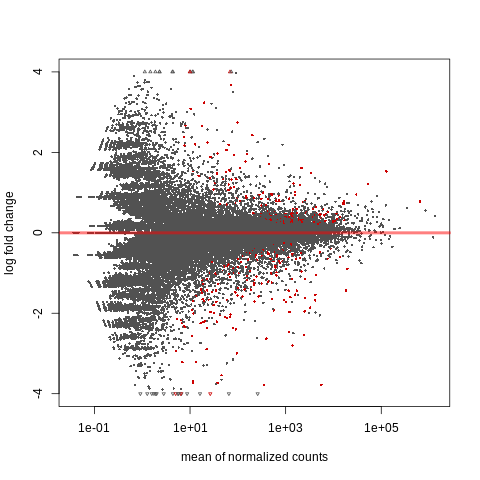 4
2
0
-2
-4
log fold change
1e-01
1e+01
1e+03
1e+05
mean of normalized counts